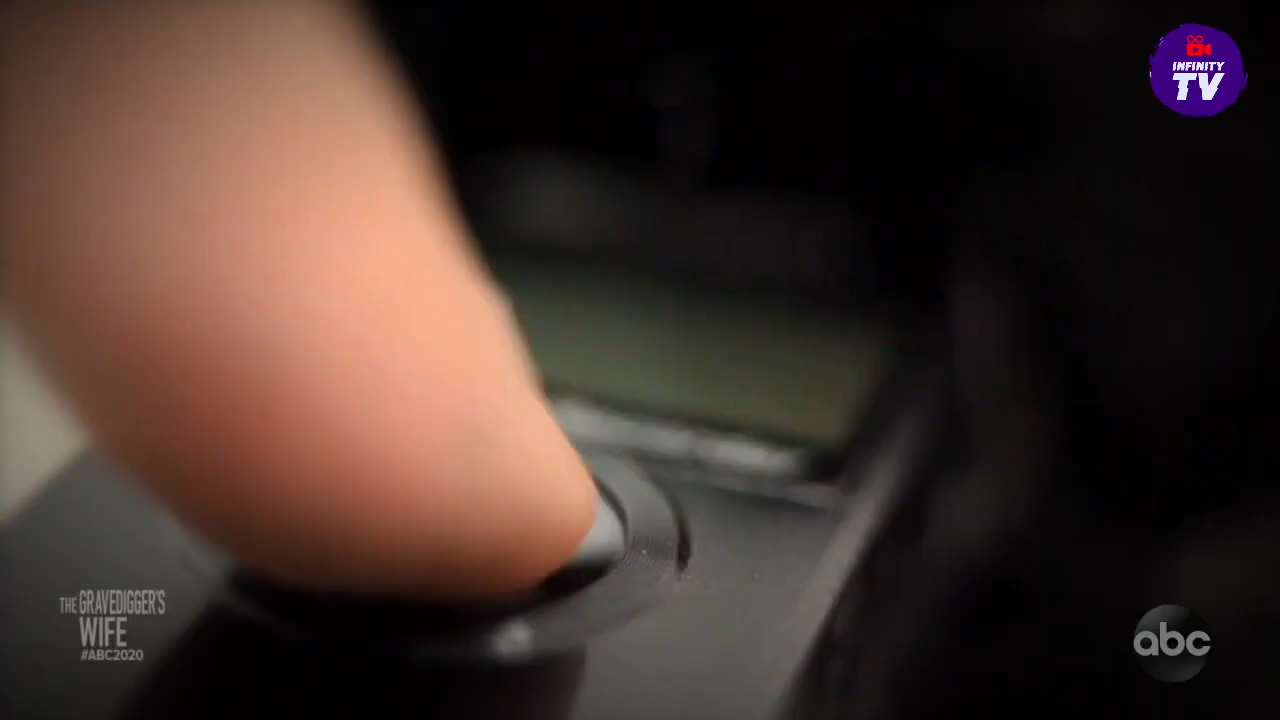 INFINITY
TV
THE GRAVEDIGGER'S
WIFE
#ABC2020
abc